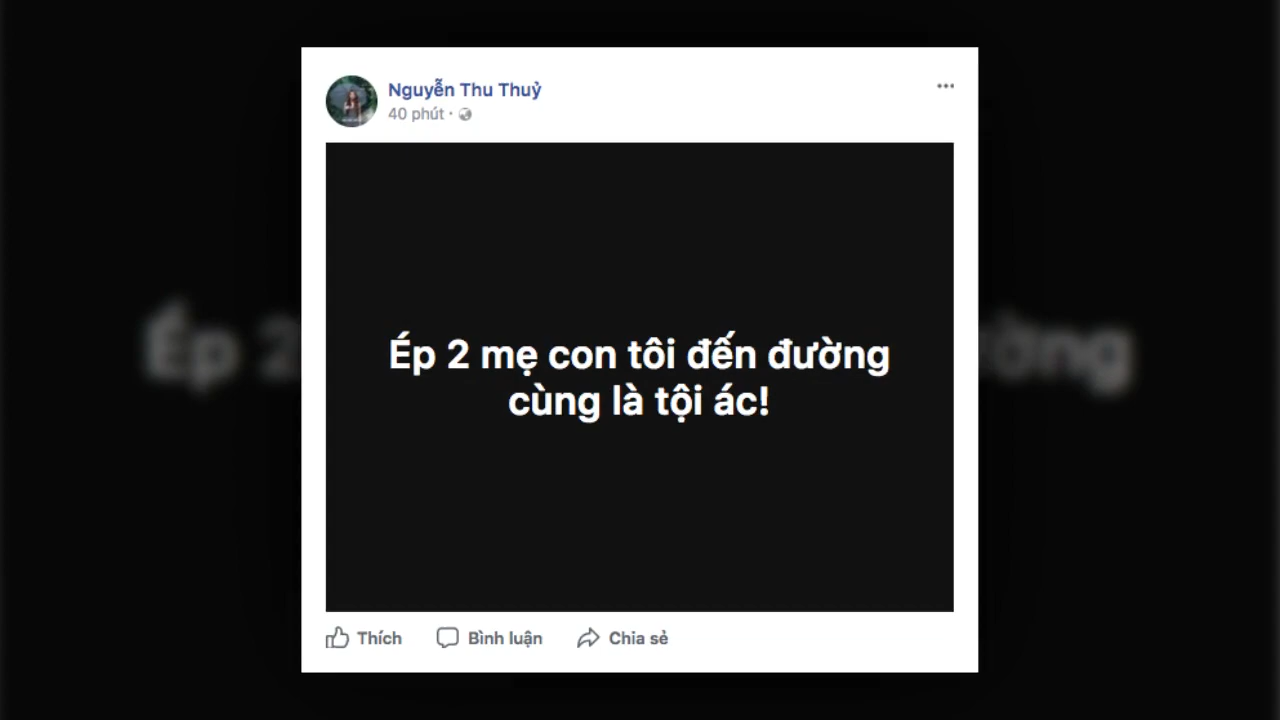 Nguyễn Thu Thuỷ
40 phút ·
Ép 2 mẹ con tôi đến đường
cùng là tội ác!
Thích Bình luận Chia sẻ